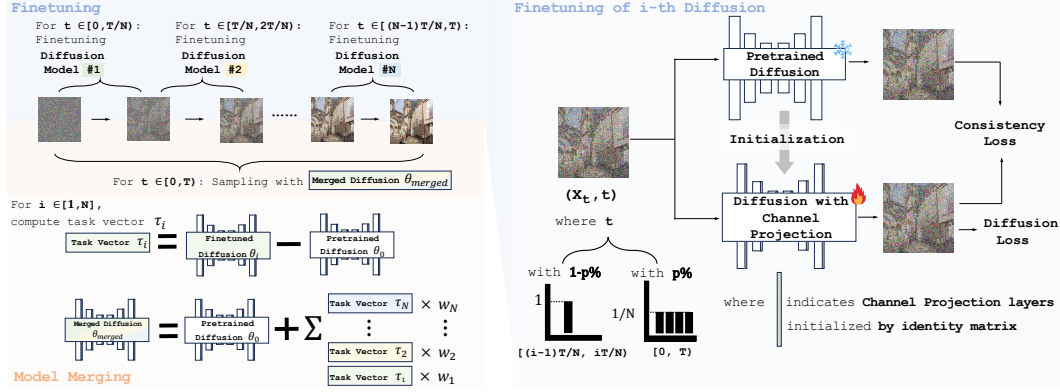 Finetuning
For t∈[0,T/N):
Finetuning
Diffusion
Model #1
For t∈[T/N,2T/N):
Finetuning
Diffusion
Model #2
For t∈[(N-1)T/N,T):
Finetuning
Diffusion
Model #N
......
For t∈[0,T): Sampling with Merged Diffusion θmerged
For i ∈[1,N],
compute task vector τi
Task Vector τi = Finetuned Diffusion θi − Pretrained Diffusion θ0
Merged Diffusion θmerged = Pretrained Diffusion θ0 + Σ
Task Vector τN × wN
⋮ ⋮
Task Vector τ2 × w2
Task Vector τ1 × w1
Model Merging
Finetuning of i-th Diffusion
Pretrained
Diffusion
Initialization
Consistency
Loss
(Xt,t)
where t
Diffusion with
Channel
Projection
Diffusion
Loss
with 1-p%
with p%
1
1/N
[(i-1)T/N, iT/N)
[0, T)
where indicates Channel Projection layers
initialized by identity matrix